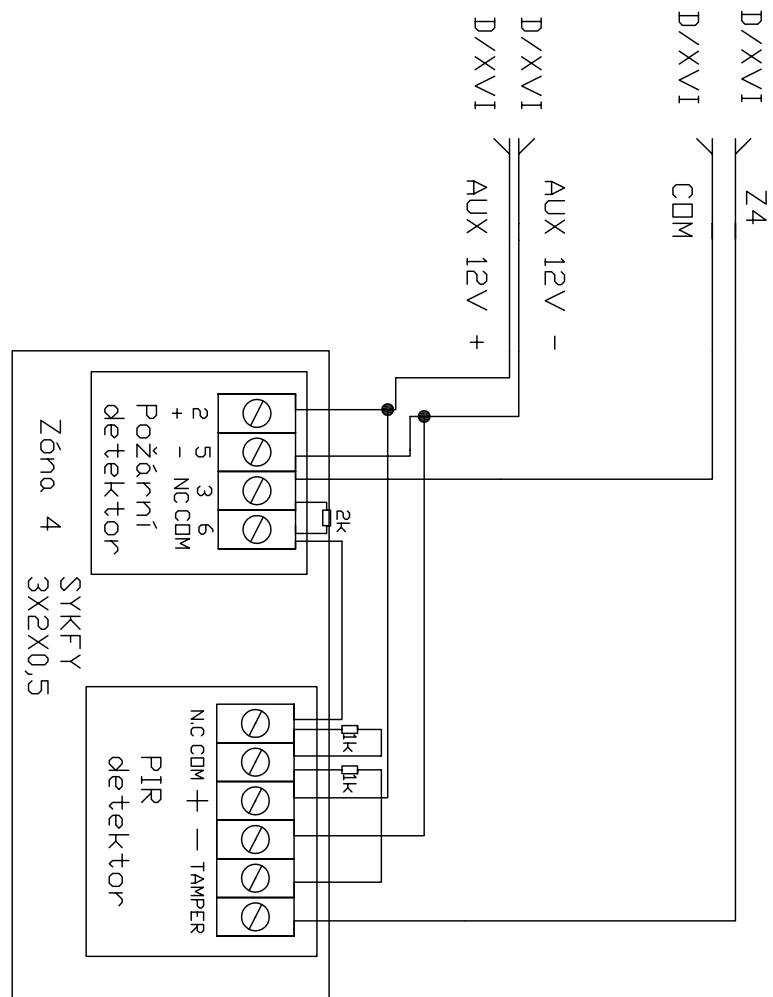 D/XVI
D/XVI
D/XVI
D/XVI
Z4
COM
AUX 12V -
AUX 12V +
2 5 3 6
+ - NC COM
Požární
detektor
2k
Zóna 4
SYKFY
3X2X0,5
N.C COM + - TAMPER
PIR
detektor
1k
1k